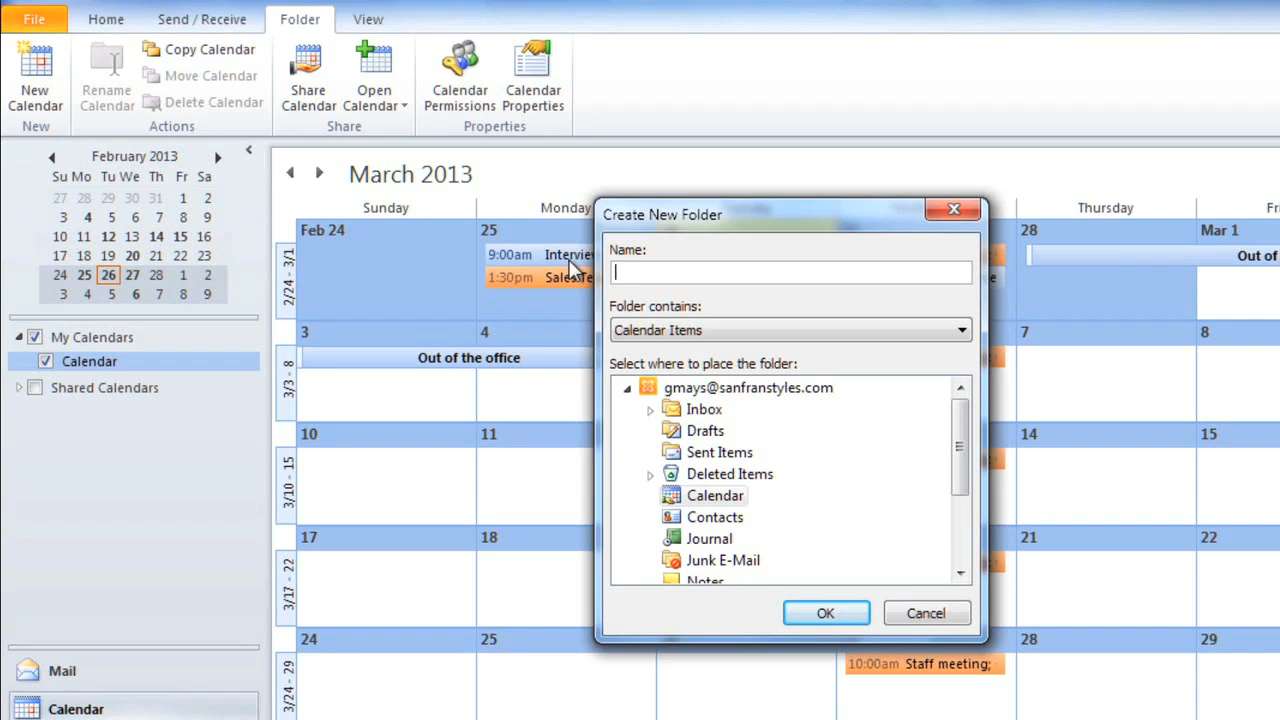 File Home Send / Receive Folder View
New Calendar
Rename Calendar
Copy Calendar
Move Calendar
Delete Calendar
Share Calendar
Open Calendar
Calendar Permissions
Calendar Properties
New Actions Share Properties
February 2013
Su Mo Tu We Th Fr Sa
27 28 29 30 31 1 2
3 4 5 6 7 8 9
10 11 12 13 14 15 16
17 18 19 20 21 22 23
24 25 26 27 28 1 2
3 4 5 6 7 8 9
My Calendars
Calendar
Shared Calendars
Mail
Calendar
March 2013
Sunday Monday Thursday
Feb 24 25 28 Mar 1
2/24 - 3/1
9:00am
1:30pm
Out of
3 4 7 8
3/3 - 8
Out of the office
10 11 14 15
3/10 - 15
17 18 21 22
3/17 - 22
24 25 28 29
3/24 - 29
10:00am Staff meeting;
Create New Folder
Name:
Folder contains:
Calendar Items
Select where to place the folder:
gmays@sanfranstyles.com
Inbox
Drafts
Sent Items
Deleted Items
Calendar
Contacts
Journal
Junk E-Mail
Notes
OK Cancel